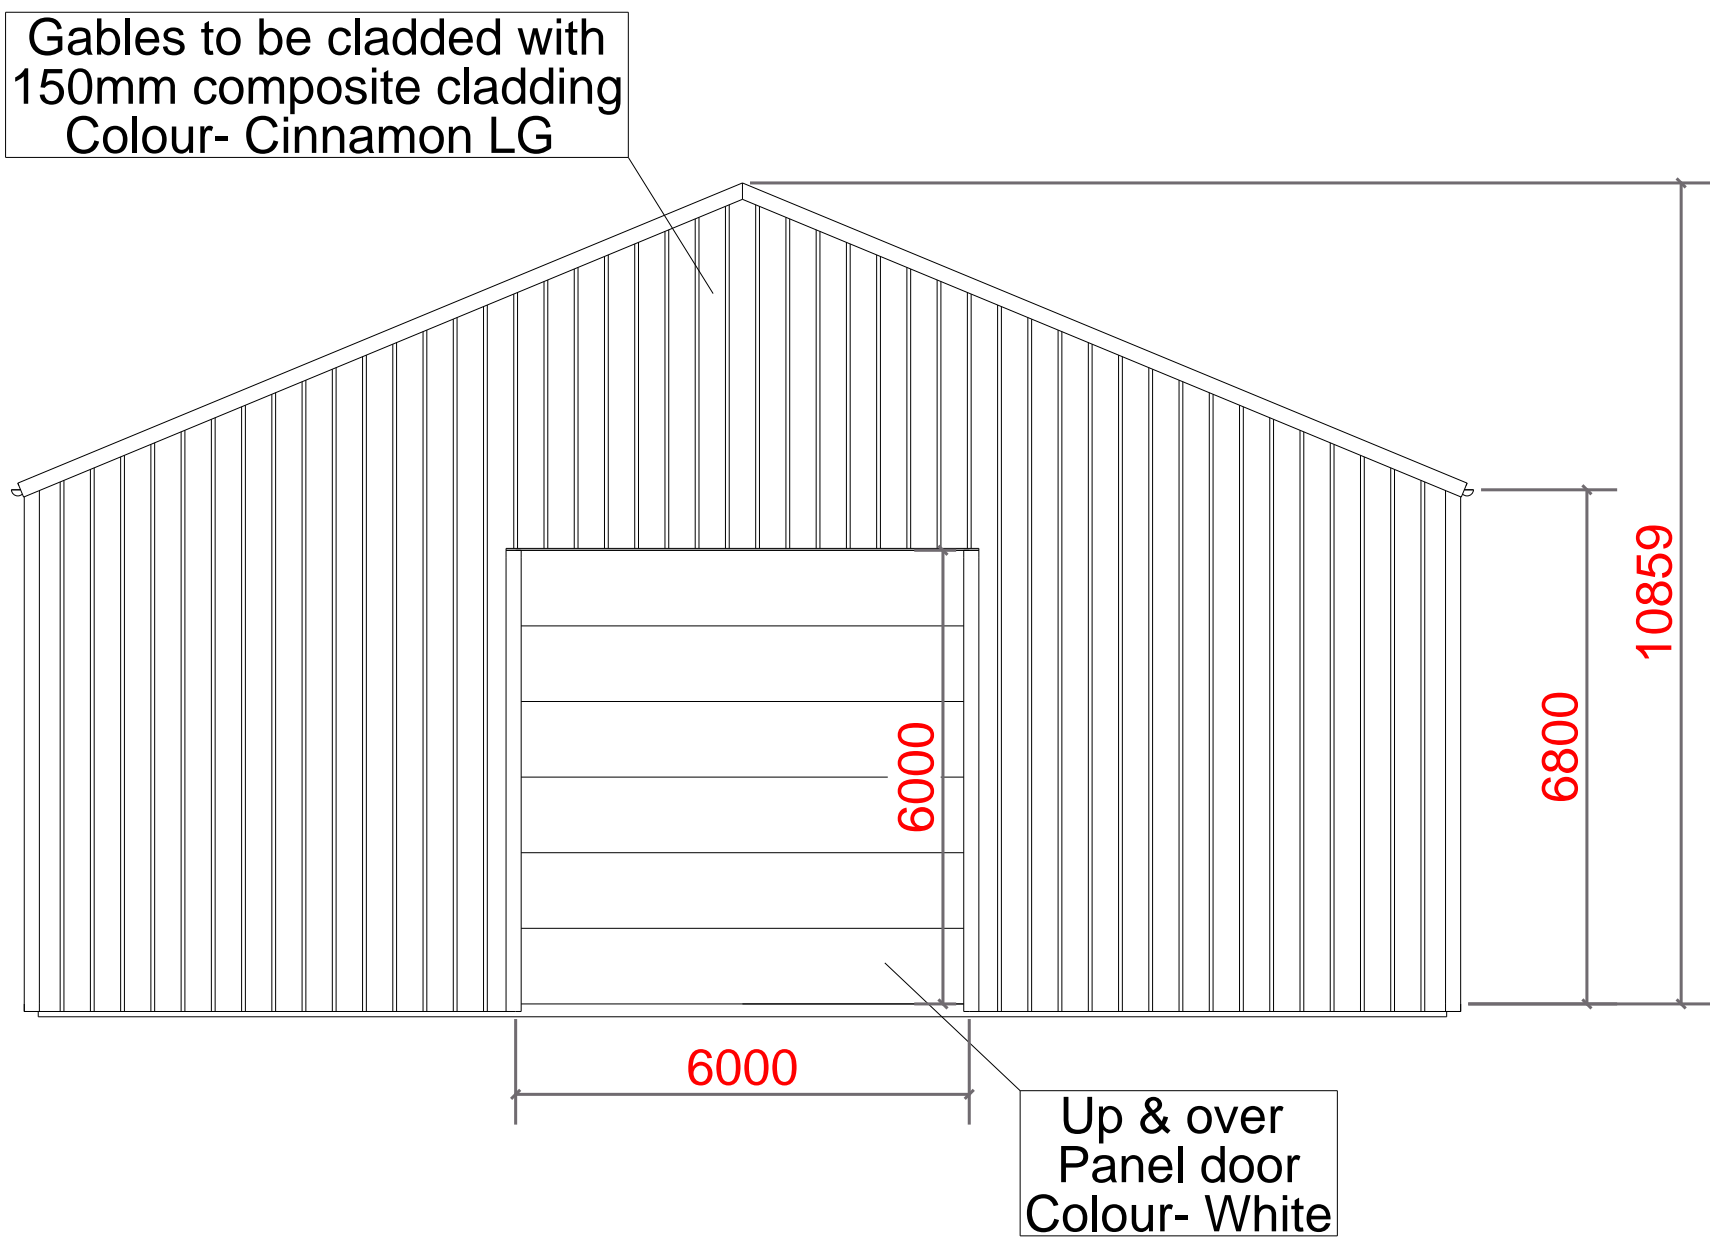 Gables to be cladded with
150mm composite cladding
Colour- Cinnamon LG
10859
6800
6000
6000
Up & over
Panel door
Colour- White